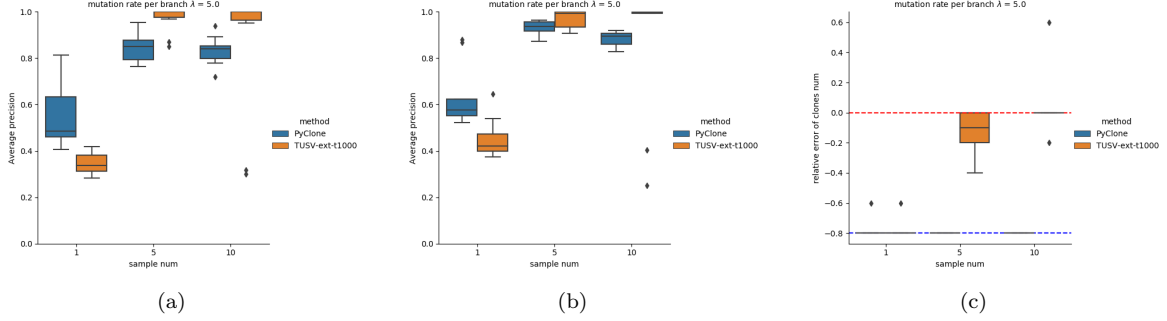 mutation rate per branch λ = 5.0
1.0
0.8
0.6
0.4
0.2
0.0
Average precision
1
5
10
sample num
method
PyClone
TUSV-ext-t1000
(a)
mutation rate per branch λ = 5.0
1.0
0.8
0.6
0.4
0.2
0.0
Average precision
1
5
10
sample num
method
PyClone
TUSV-ext-t1000
(b)
mutation rate per branch λ = 5.0
0.6
0.4
0.2
0.0
−0.2
−0.4
−0.6
−0.8
relative error of clones num
1
5
10
sample num
method
PyClone
TUSV-ext-t1000
(c)